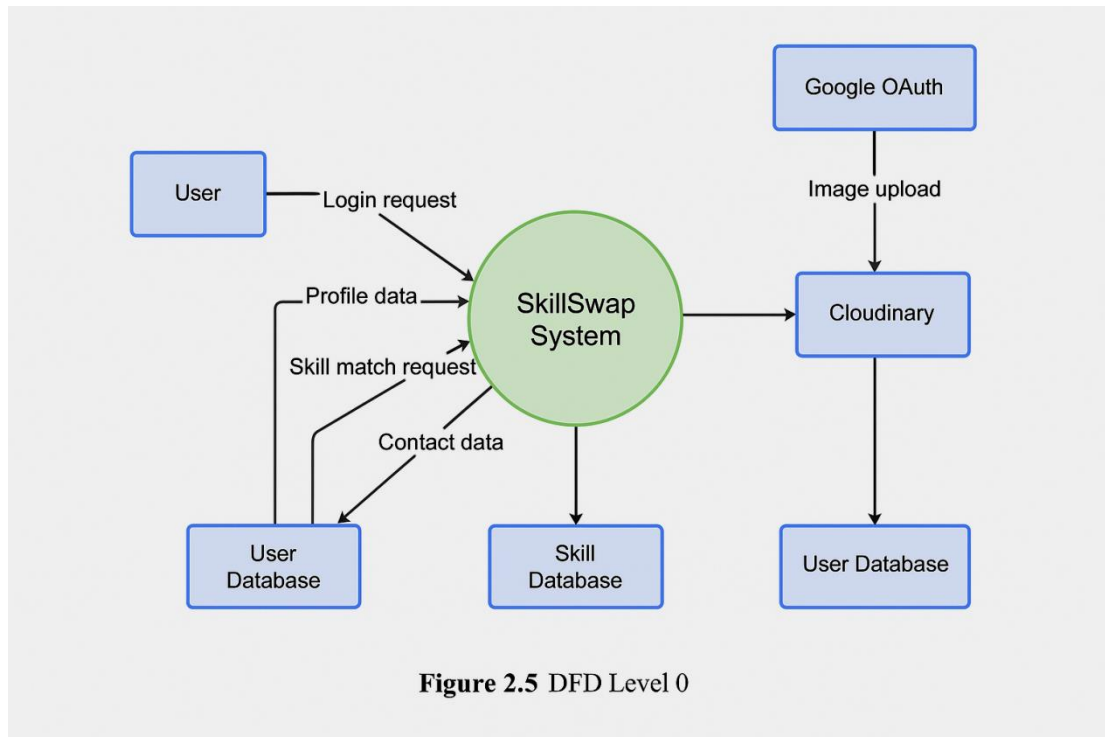 Google OAuth
User
Login request
Image upload
Profile data
SkillSwap
System
Cloudinary
Skill match request
Contact data
User
Database
Skill
Database
User Database
Figure 2.5 DFD Level 0